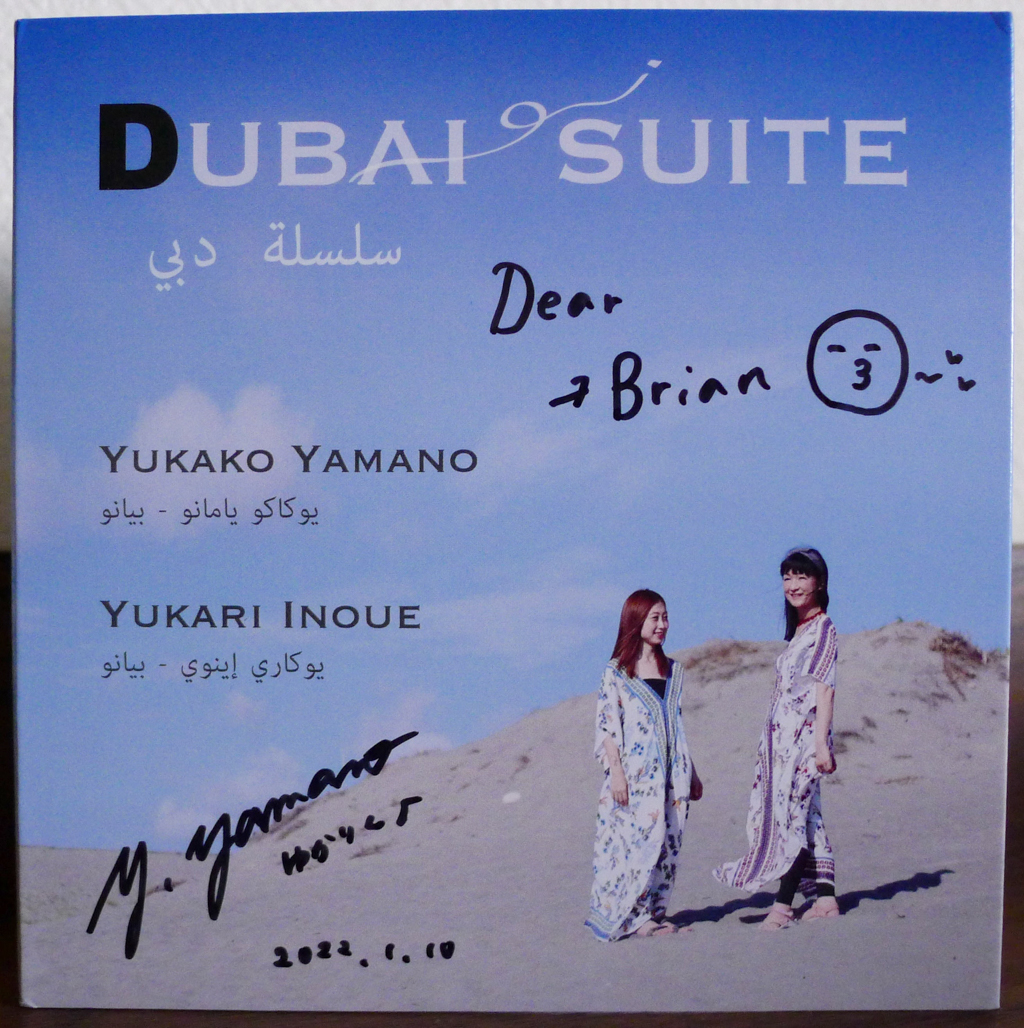 DUBAI SUITE
سلسلة دبي
Dear
→ Brian
YUKAKO YAMANO
يوكاكو يامانو - بيانو
YUKARI INOUE
يوكاري إينوي - بيانو
Y. Yamano
2022.1.10